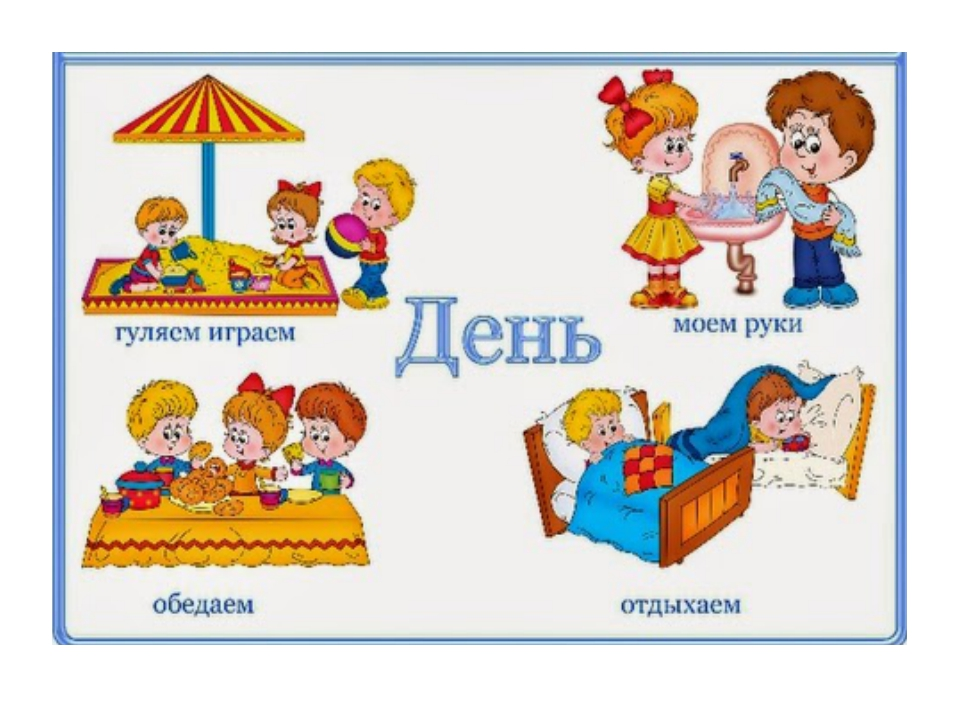 гуляем играем
моем руки
День
обедаем
отдыхаем